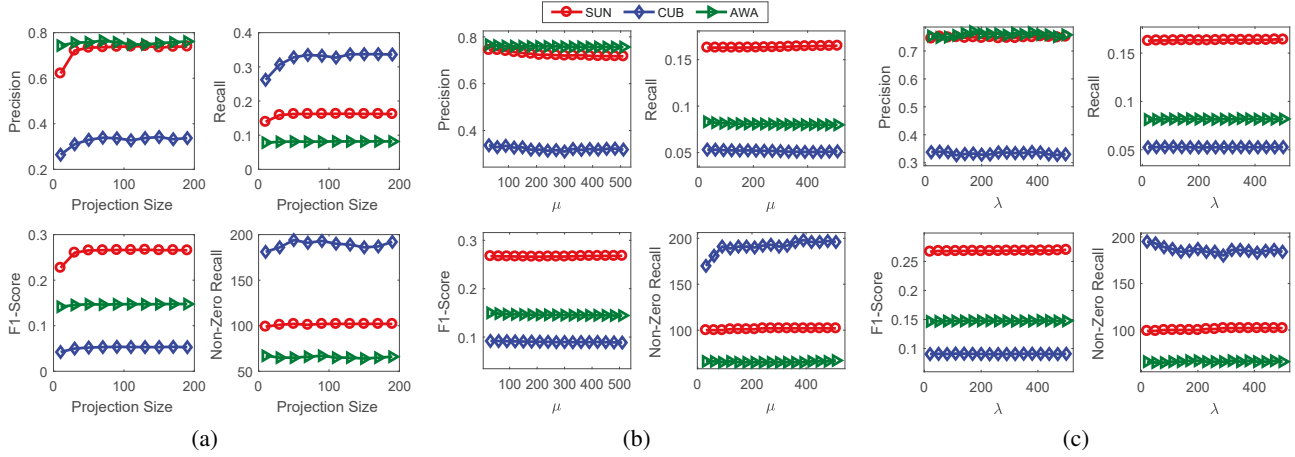 SUN CUB AWA
Precision
0.8
0.6
0.4
0.2
0 100 200
Projection Size
Recall
0.4
0.3
0.2
0.1
0
0 100 200
Projection Size
F1-Score
0.3
0.2
0.1
0
0 100 200
Projection Size
Non-Zero Recall
200
150
100
50
0 100 200
Projection Size
(a)
Precision
0.8
0.6
0.4
100 200 300 400 500
μ
Recall
0.15
0.1
0.05
200 400
μ
F1-Score
0.3
0.2
0.1
100 200 300 400 500
μ
Non-Zero Recall
200
150
100
200 400
μ
(b)
Precision
0.7
0.6
0.5
0.4
0.3
0 200 400
λ
Recall
0.15
0.1
0.05
0 200 400
λ
F1-Score
0.25
0.2
0.15
0.1
0 200 400
λ
Non-Zero Recall
200
150
100
0 200 400
λ
(c)